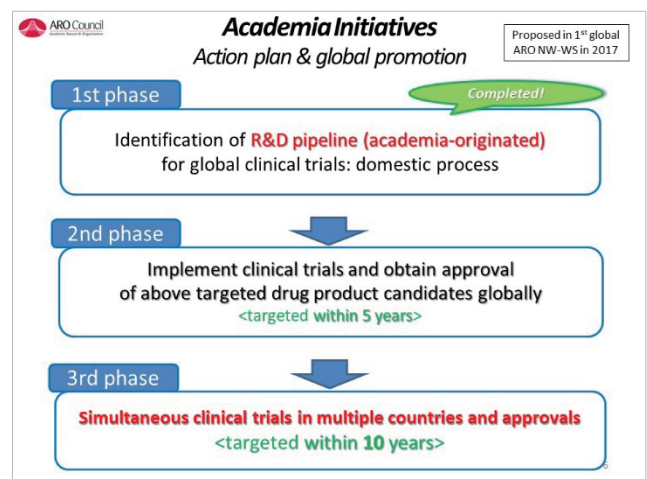 ARO Council
Academic Research Organization
Academia Initiatives
Action plan & global promotion
Proposed in 1st global
ARO NW-WS in 2017
1st phase
Completed!
Identification of R&D pipeline (academia-originated)
for global clinical trials: domestic process
2nd phase
Implement clinical trials and obtain approval
of above targeted drug product candidates globally
<targeted within 5 years>
3rd phase
Simultaneous clinical trials in multiple countries and approvals
<targeted within 10 years>
6